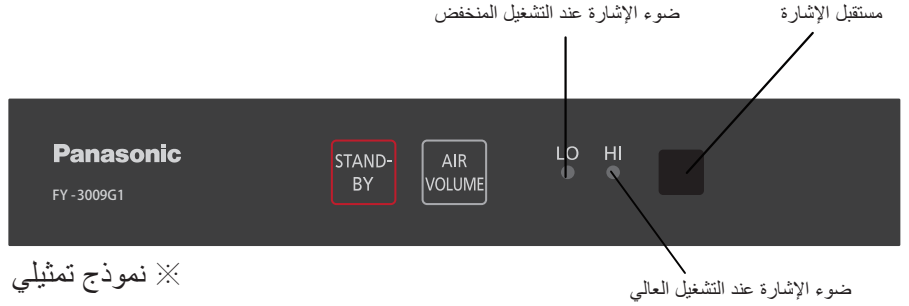 ضوء الإشارة عند التشغيل المنخفض
مستقبل الإشارة
Panasonic
FY-3009G1
STAND-
BY
AIR
VOLUME
LO
HI
※ نموذج تمثيلي
ضوء الإشارة عند التشغيل العالي